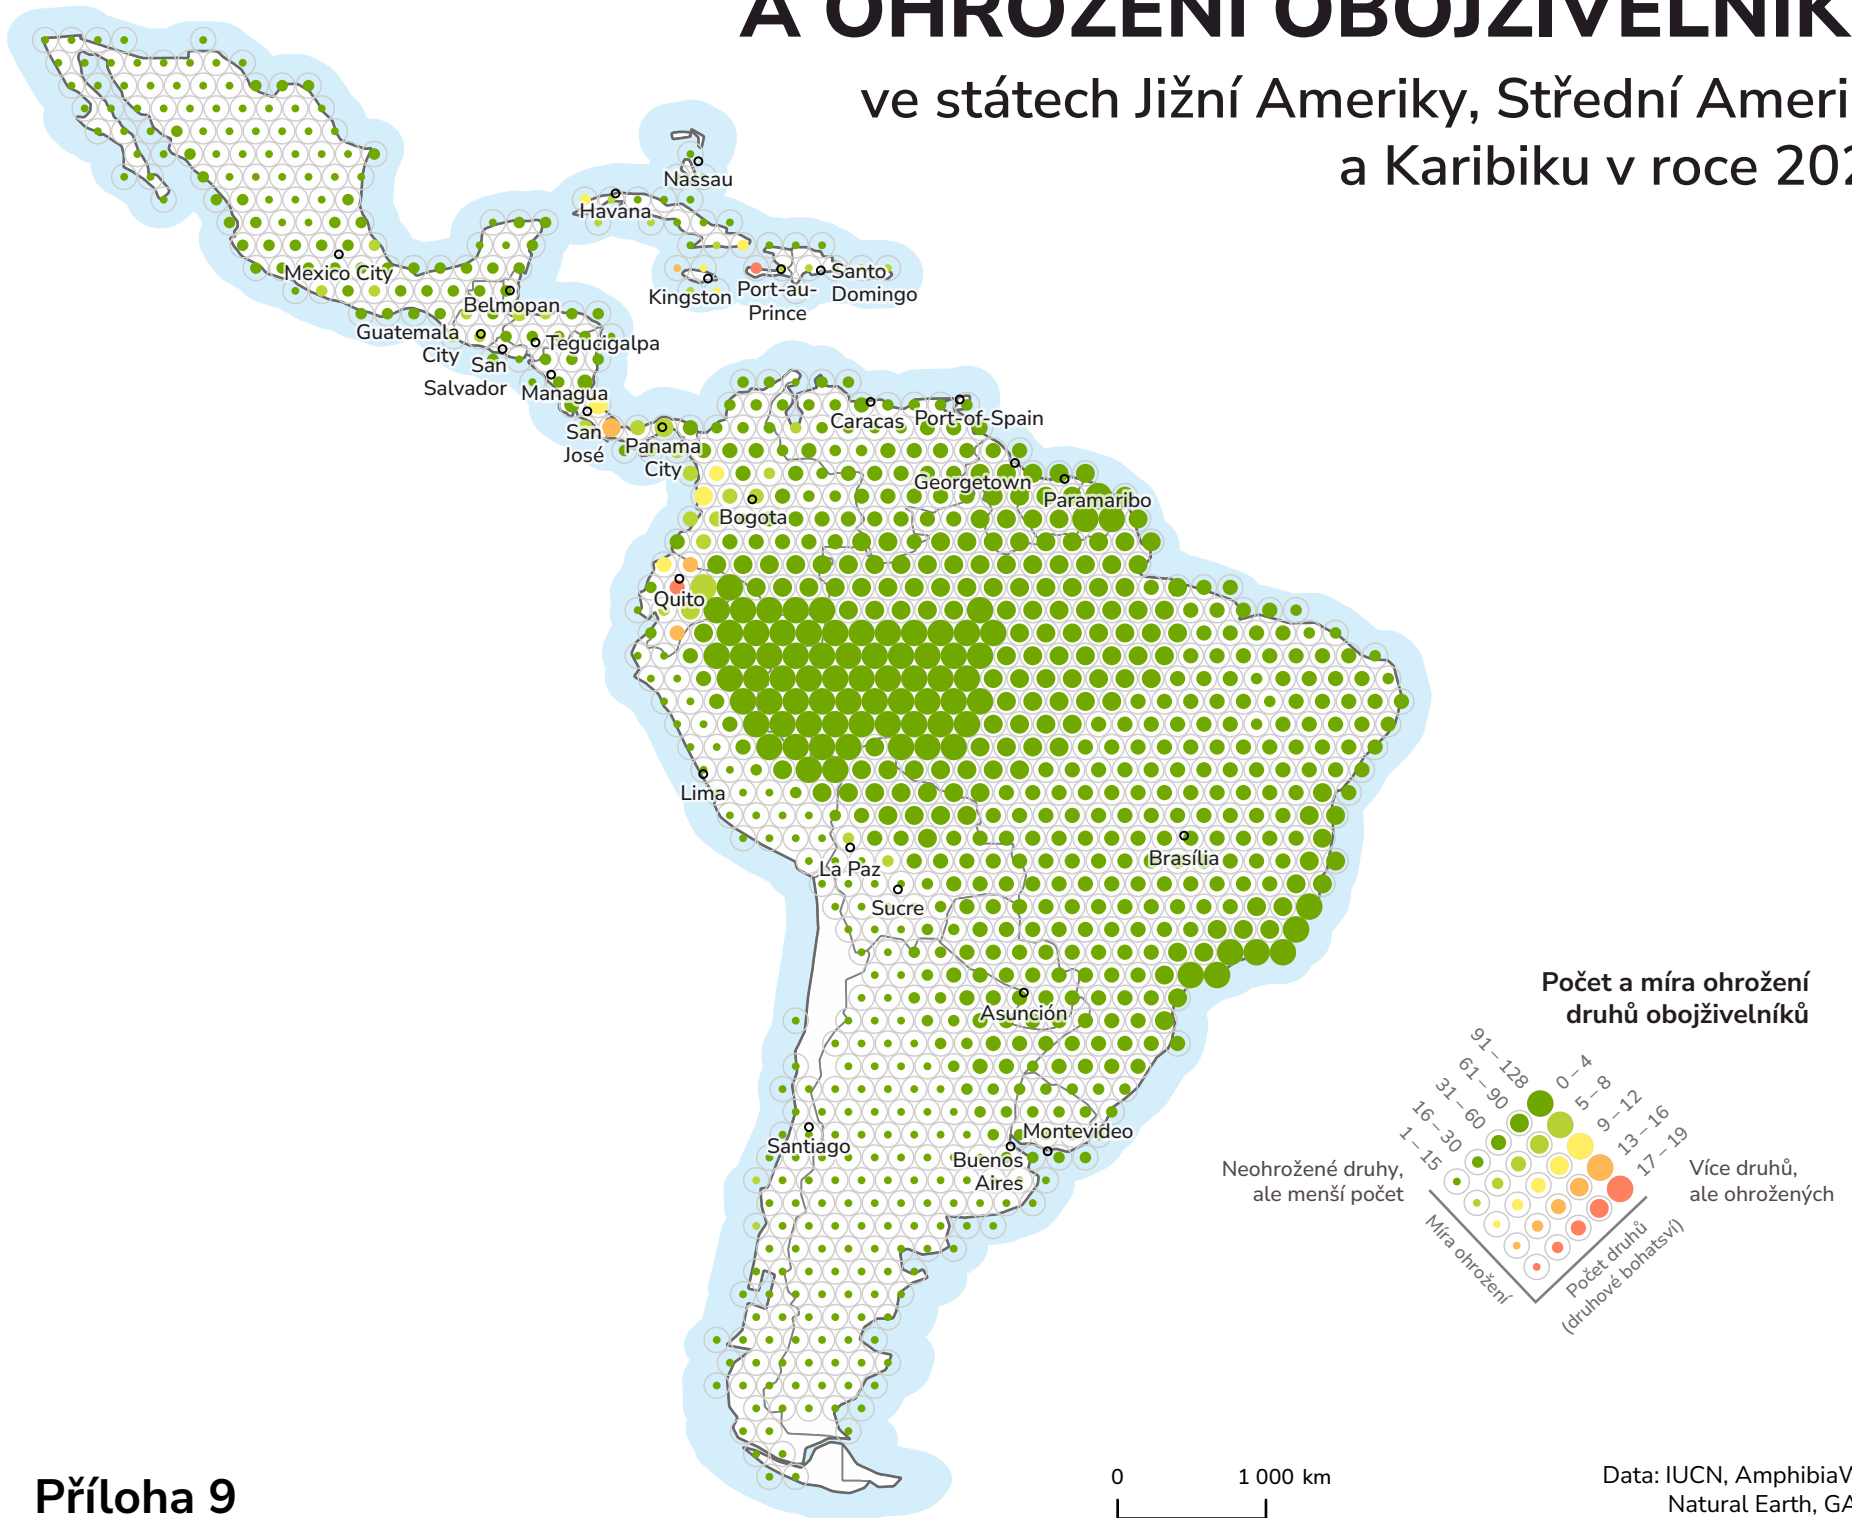 A OHROŽENÍ OBOJŽIVELNÍK
ve státech Jižní Ameriky, Střední Ameri
a Karibiku v roce 202
Nassau
Havana
Mexico City
Santo
Domingo
Kingston
Port-au-
Prince
Belmopan
Guatemala
City
Tegucigalpa
San
Salvador
Managua
San
José
Panama
City
Caracas
Port-of-Spain
Georgetown
Paramaribo
Bogota
Quito
Lima
La Paz
Brasília
Sucre
Asunción
Santiago
Montevideo
Buenos
Aires
Počet a míra ohrožení
druhů obojživelníků
91 – 128
61 – 90
31 – 60
16 – 30
1 – 15
0 – 4
5 – 8
9 – 12
13 – 16
17 – 19
Neohrožené druhy,
ale menší počet
Více druhů,
ale ohrožených
Míra ohrožení
Počet druhů
(druhové bohatsví)
0
1 000 km
Data: IUCN, AmphibiaW
Natural Earth, GA
Příloha 9